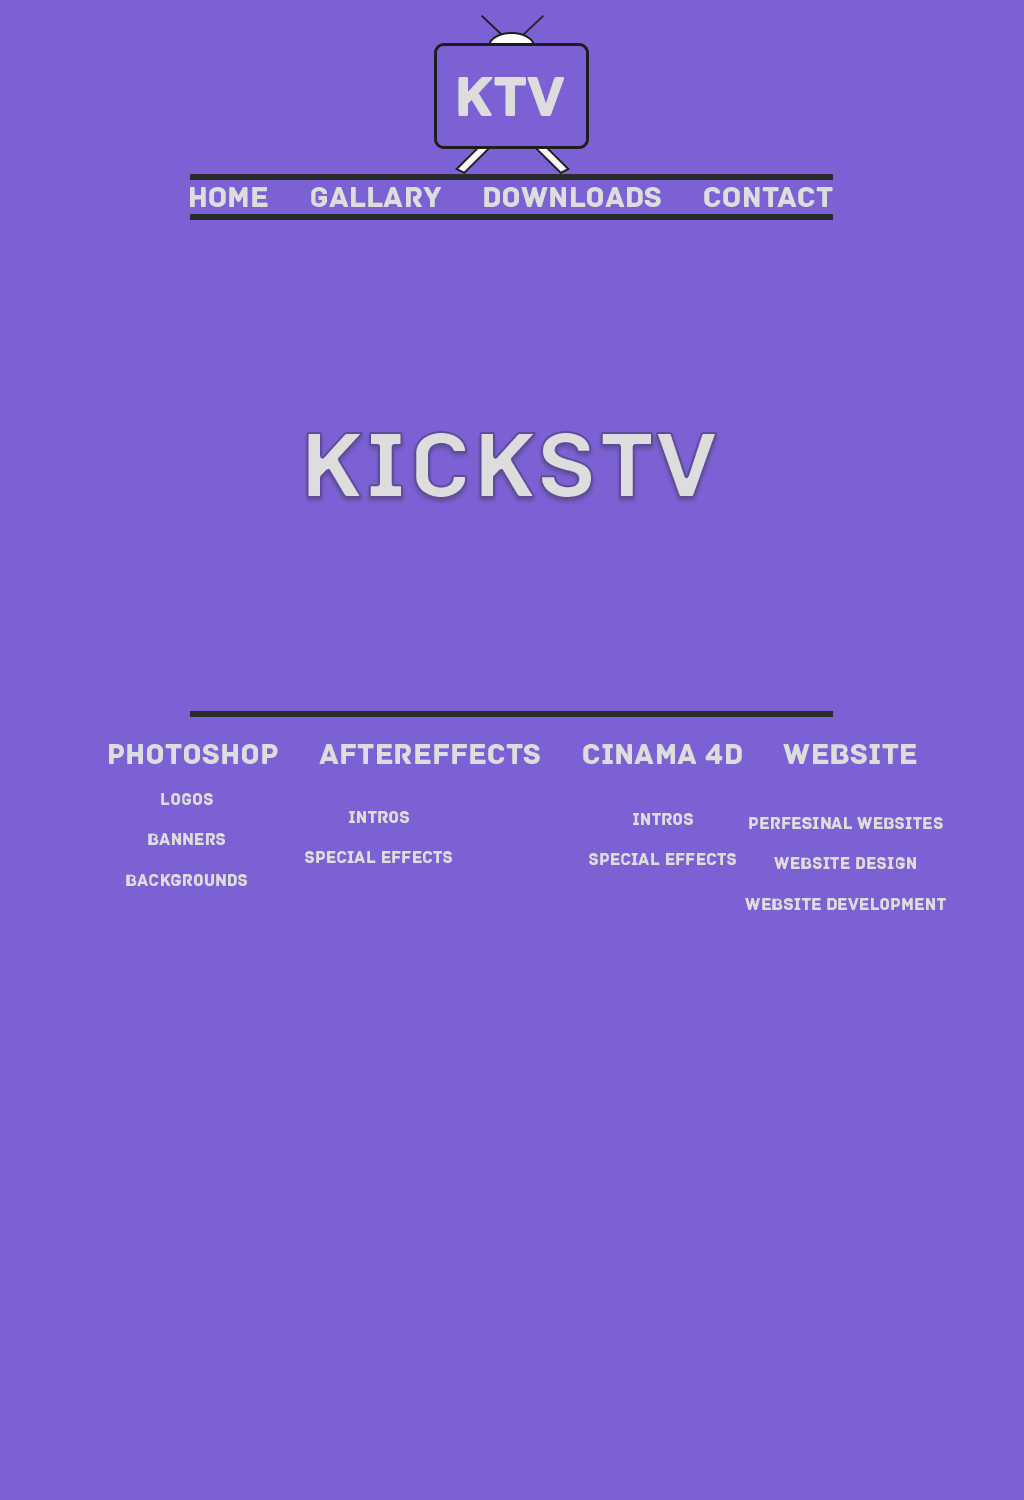 KTV
HOME GALLARY DOWNLOADS CONTACT
KICKSTV
PHOTOSHOP AFTEREFFECTS CINAMA 4D WEBSITE
LOGOS
BANNERS
BACKGROUNDS
INTROS
SPECIAL EFFECTS
INTROS
SPECIAL EFFECTS
PERFESINAL WEBSITES
WEBSITE DESIGN
WEBSITE DEVELOPMENT